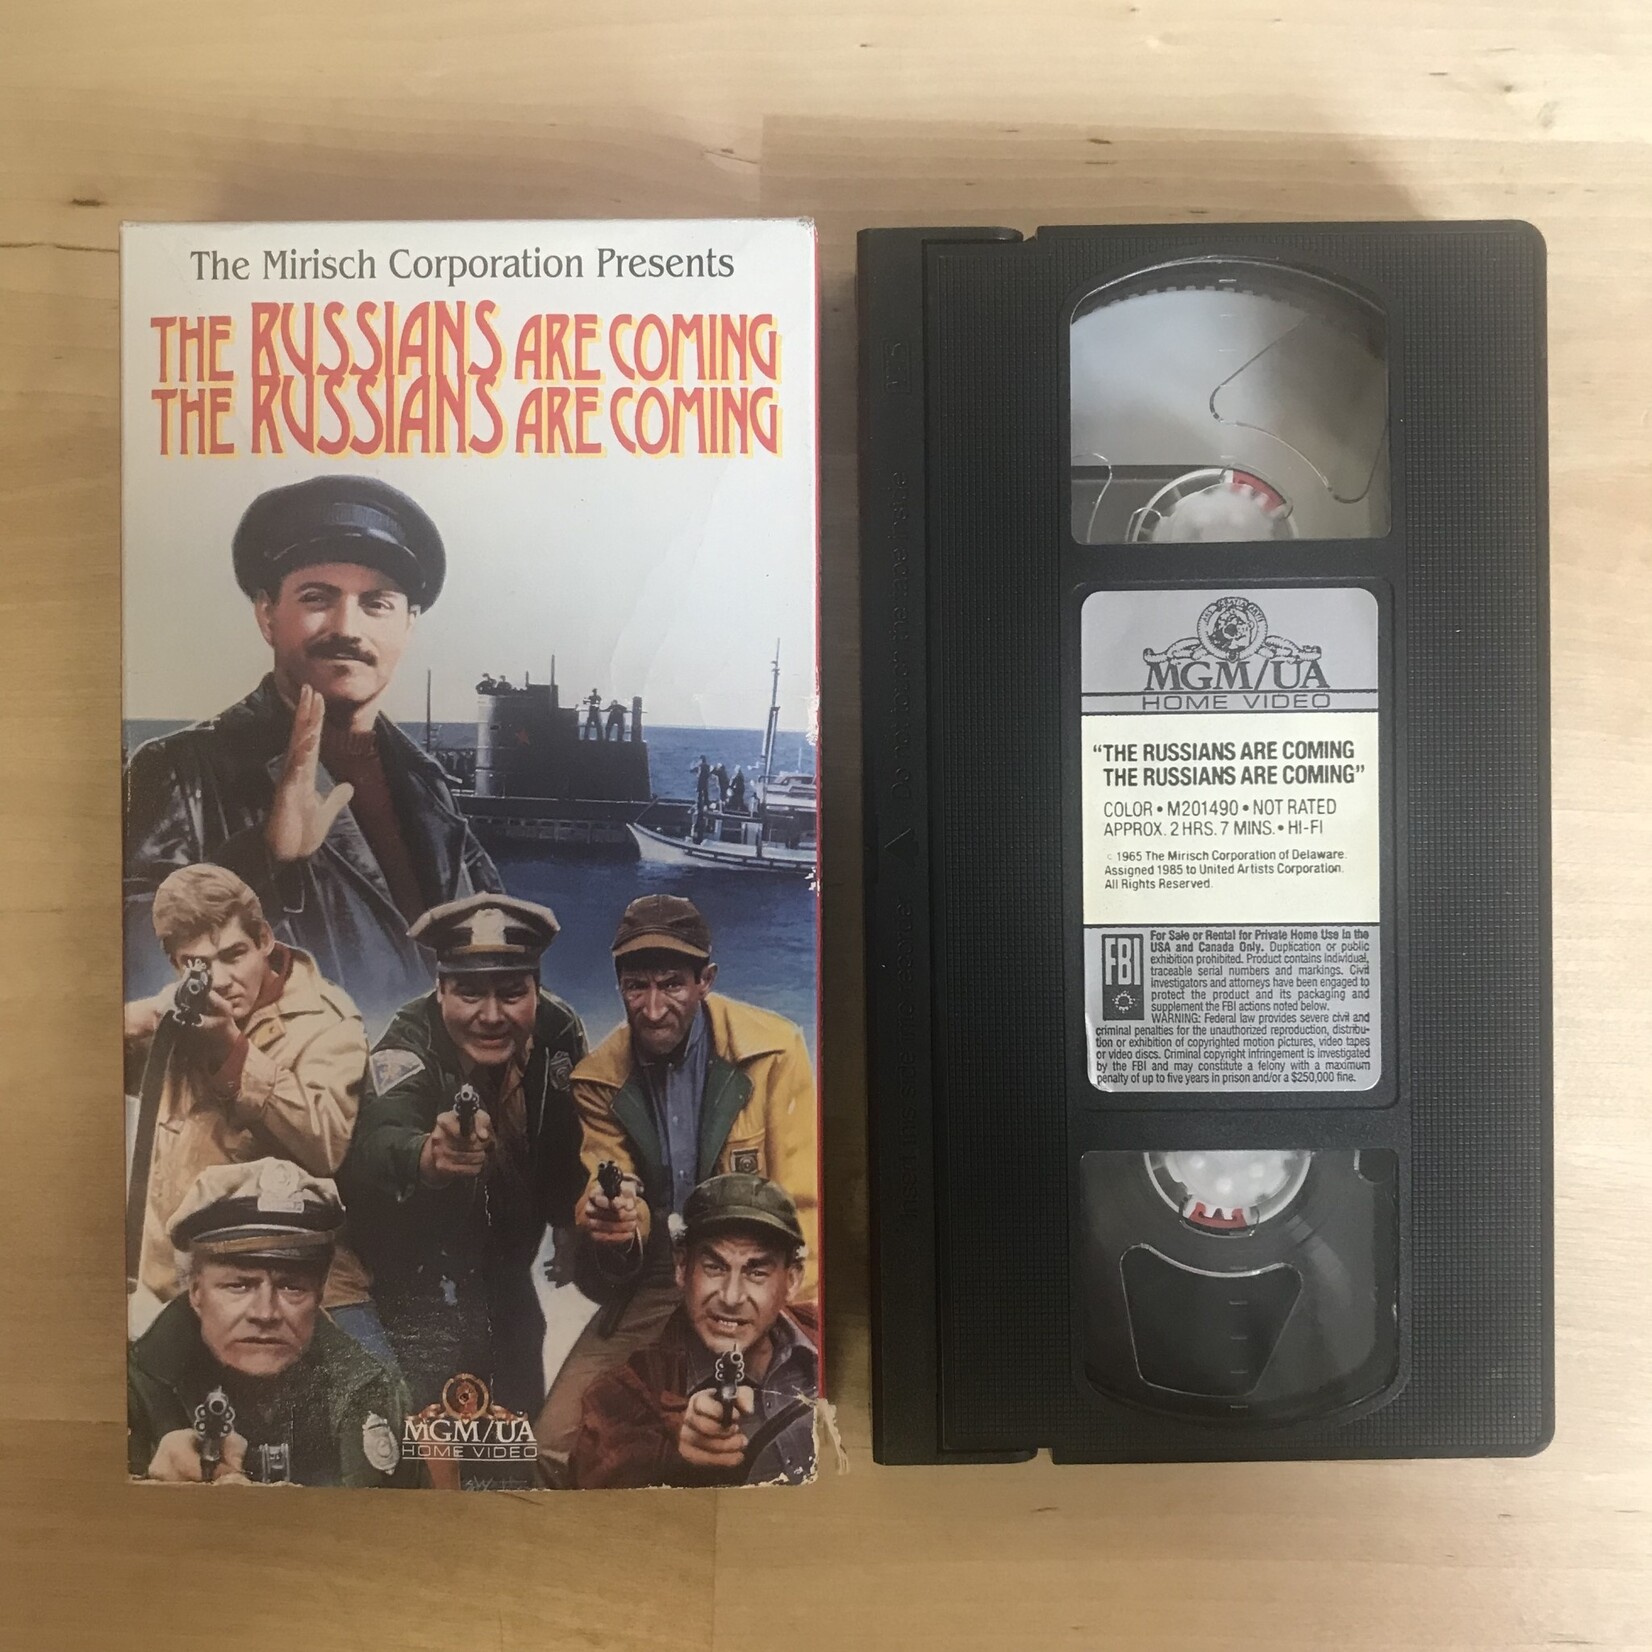 The Mirisch Corporation Presents
THE RUSSIANS ARE COMING
THE RUSSIANS ARE COMING
MGM/UA
HOME VIDEO
MGM/UA
HOME VIDEO
“THE RUSSIANS ARE COMING
THE RUSSIANS ARE COMING”
COLOR • M201490 • NOT RATED
APPROX. 2 HRS. 7 MINS. • HI-FI
© 1965 The Mirisch Corporation of Delaware.
Assigned 1985 to United Artists Corporation.
All Rights Reserved.
FBI
For Sale or Rental for Private Home Use in the
USA and Canada Only. Duplication or public
exhibition prohibited. Product contains individual,
traceable serial numbers and markings. Civil
investigators and attorneys have been engaged to
protect the product and its packaging and
supplement the FBI actions noted below.
WARNING: Federal law provides severe civil and
criminal penalties for the unauthorized reproduction, distribu-
tion or exhibition of copyrighted motion pictures, video tapes
or video discs. Criminal copyright infringement is investigated
by the FBI and may constitute a felony with a maximum
penalty of up to five years in prison and/or a $250,000 fine.
Do not touch the tape inside